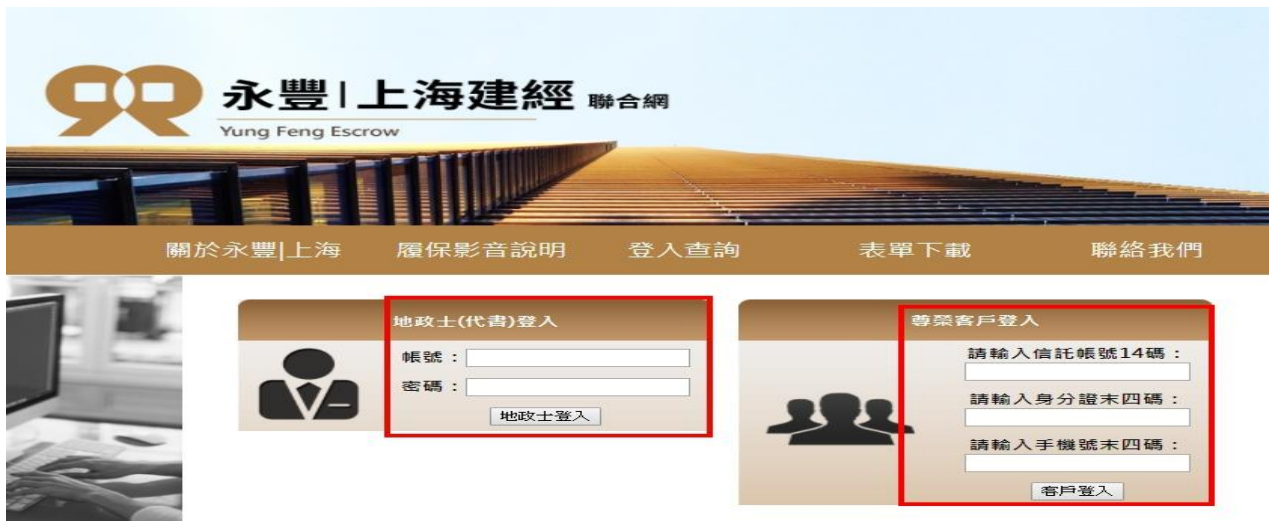 永豐|上海建經 聯合網
Yung Feng Escrow
關於永豐|上海 履保影音說明 登入查詢 表單下載 聯絡我們
地政士(代書)登入
帳號：
密碼：
地政士登入
尊榮客戶登入
請輸入信託帳號14碼：
請輸入身分證末四碼：
請輸入手機號末四碼：
客戶登入